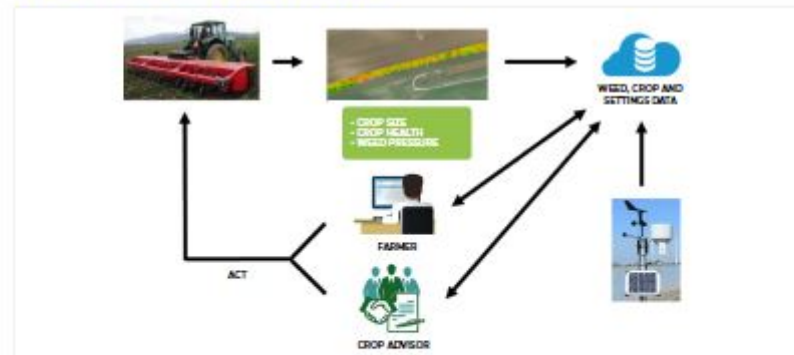 WEED, CROP AND
SETTINGS DATA
- CROP SIZE
- CROP HEALTH
- WEED PRESSURE
FARMER
ACT
CROP ADVISOR